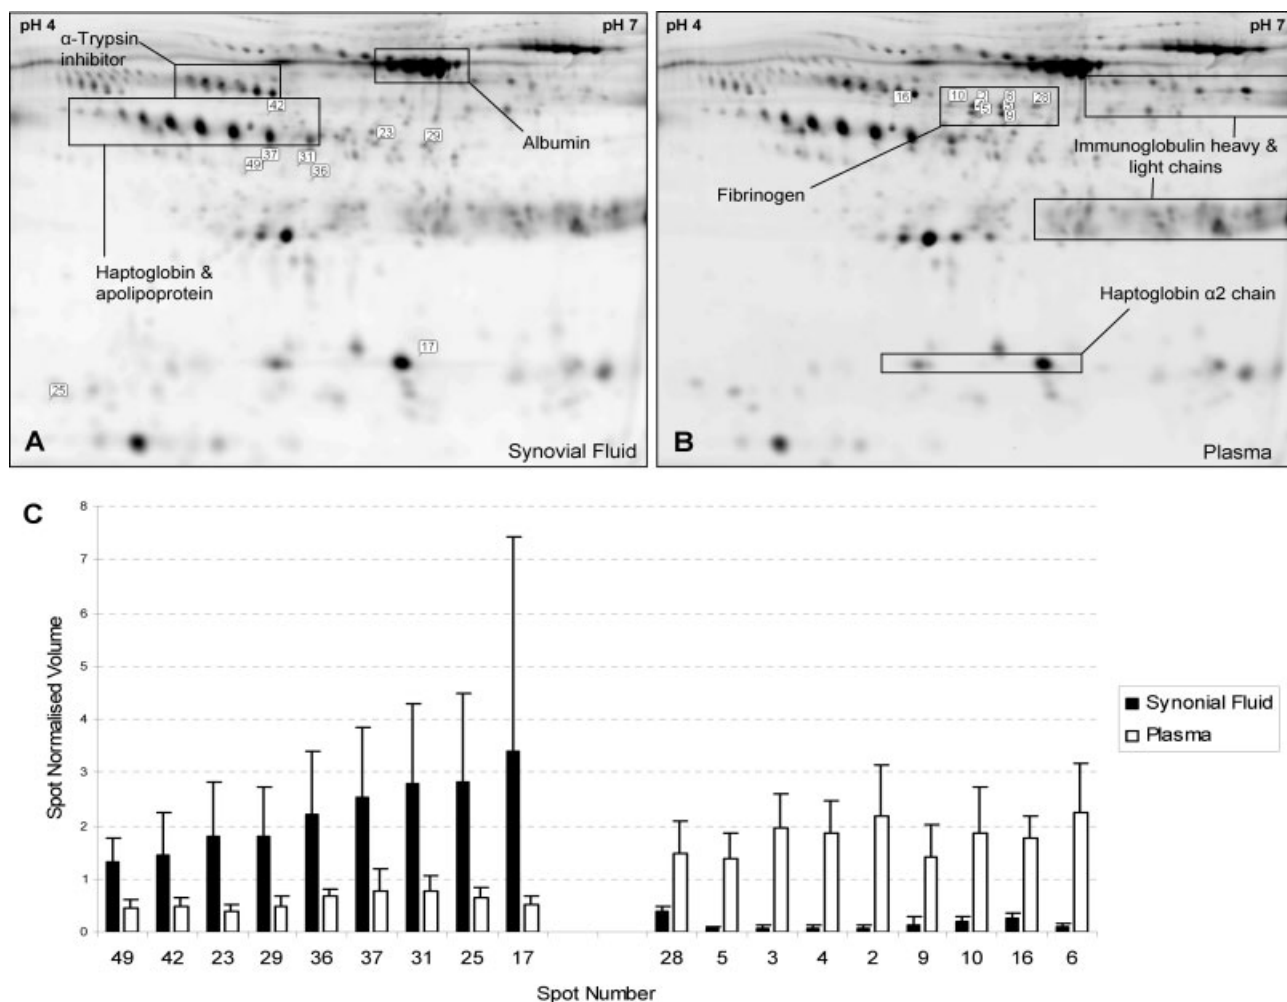 pH 4
pH 7
α-Trypsin
inhibitor
42
23
29
37
49
31
36
Albumin
Haptoglobin &
apolipoprotein
17
25
A
Synovial Fluid
pH 4
pH 7
16
10
2
6
28
4
5
9
Immunoglobulin heavy &
light chains
Fibrinogen
Haptoglobin α2 chain
B
Plasma
C
8
7
6
5
4
3
2
1
0
Spot Normalised Volume
Synonial Fluid
Plasma
49 42 23 29 36 37 31 25 17 28 5 3 4 2 9 10 16 6
Spot Number